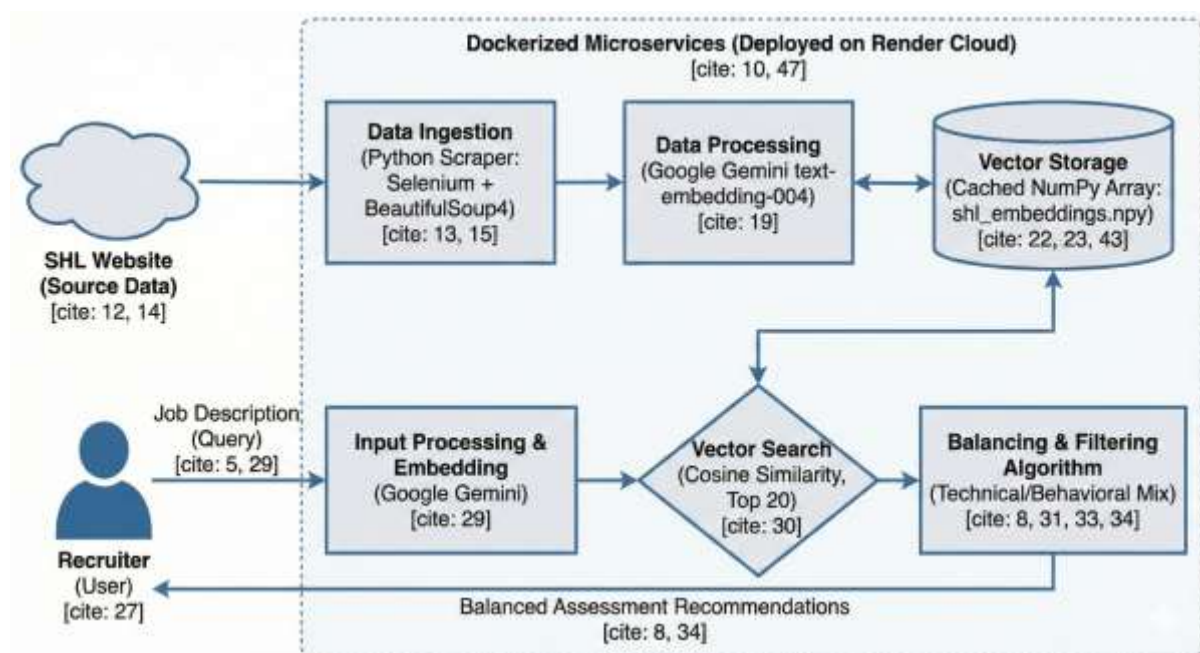 Dockerized Microservices (Deployed on Render Cloud)
[cite: 10, 47]
SHL Website
(Source Data)
[cite: 12, 14]
Data Ingestion
(Python Scraper:
Selenium +
BeautifulSoup4)
[cite: 13, 15]
Data Processing
(Google Gemini text-
embedding-004)
[cite: 19]
Vector Storage
(Cached NumPy Array:
shl_embeddings.npy)
[cite: 22, 23, 43]
Recruiter
(User)
[cite: 27]
Job Description
(Query)
[cite: 5, 29]
Input Processing &
Embedding
(Google Gemini)
[cite: 29]
Vector Search
(Cosine Similarity,
Top 20)
[cite: 30]
Balancing & Filtering
Algorithm
(Technical/Behavioral Mix)
[cite: 8, 31, 33, 34]
Balanced Assessment Recommendations
[cite: 8, 34]